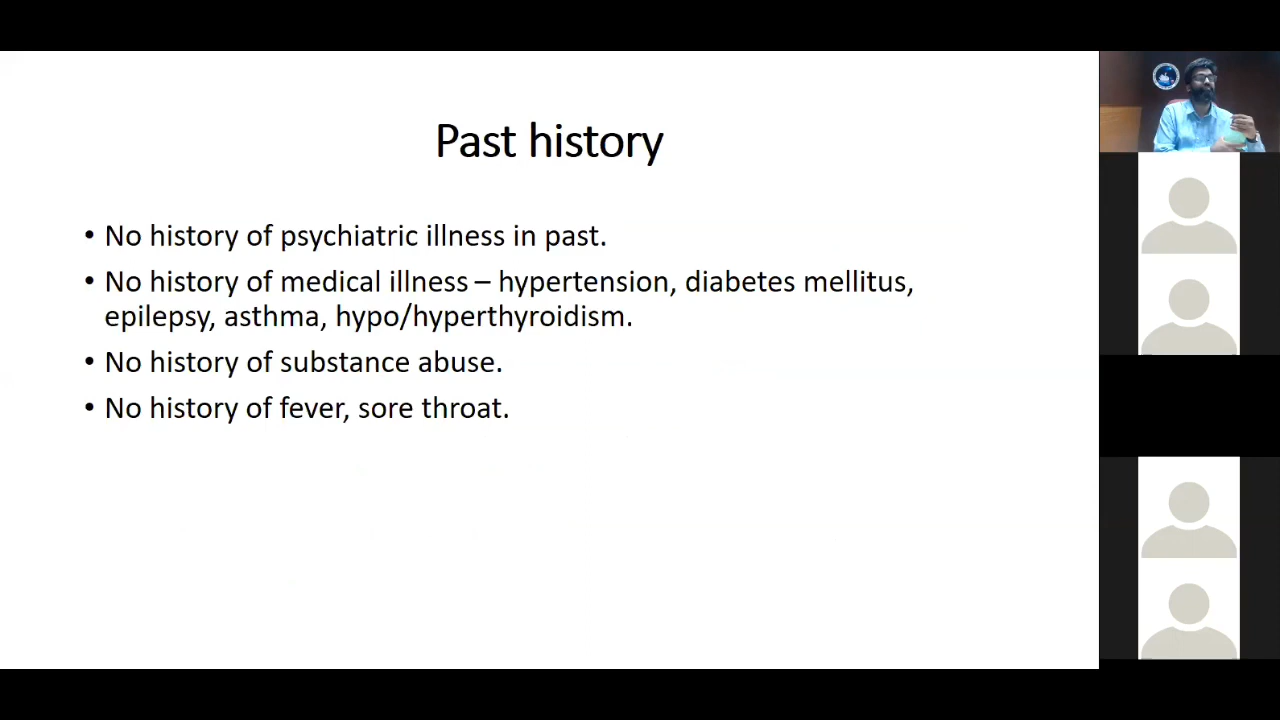 Past history
• No history of psychiatric illness in past.
• No history of medical illness – hypertension, diabetes mellitus,
epilepsy, asthma, hypo/hyperthyroidism.
• No history of substance abuse.
• No history of fever, sore throat.